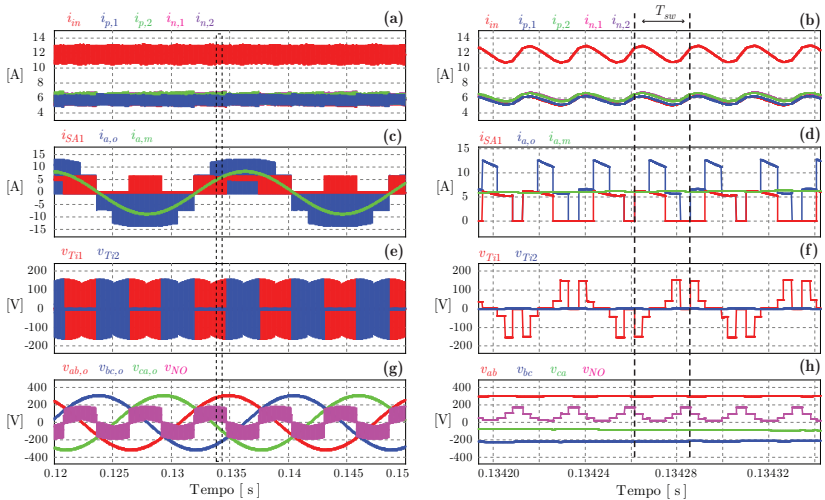 i_in i_p,1 i_p,2 i_n,1 i_n,2 (a)
14
12
10
8
6
4
[A]
i_SA1 i_a,o i_a,m (c)
15
10
5
0
-5
-10
-15
[A]
v_Ti1 v_Ti2 (e)
200
100
0
-100
-200
[V]
v_ab,o v_bc,o v_ca,o v_NO (g)
400
200
0
-200
-400
[V]
0.12 0.125 0.13 0.135 0.14 0.145 0.15
Tempo [ s ]
i_in i_p,1 i_p,2 i_n,1 i_n,2 T_sw (b)
14
12
10
8
6
4
[A]
i_SA1 i_a,o i_a,m (d)
15
10
5
0
[A]
v_Ti1 v_Ti2 (f)
200
100
0
-100
-200
[V]
v_ab v_bc v_ca v_NO (h)
400
200
0
-200
-400
[V]
0.13420 0.13424 0.13428 0.13432
Tempo [ s ]